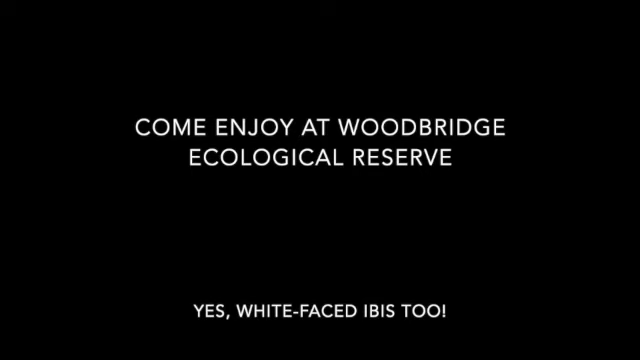 COME ENJOY AT WOODBRIDGE
ECOLOGICAL RESERVE
YES, WHITE-FACED IBIS TOO!